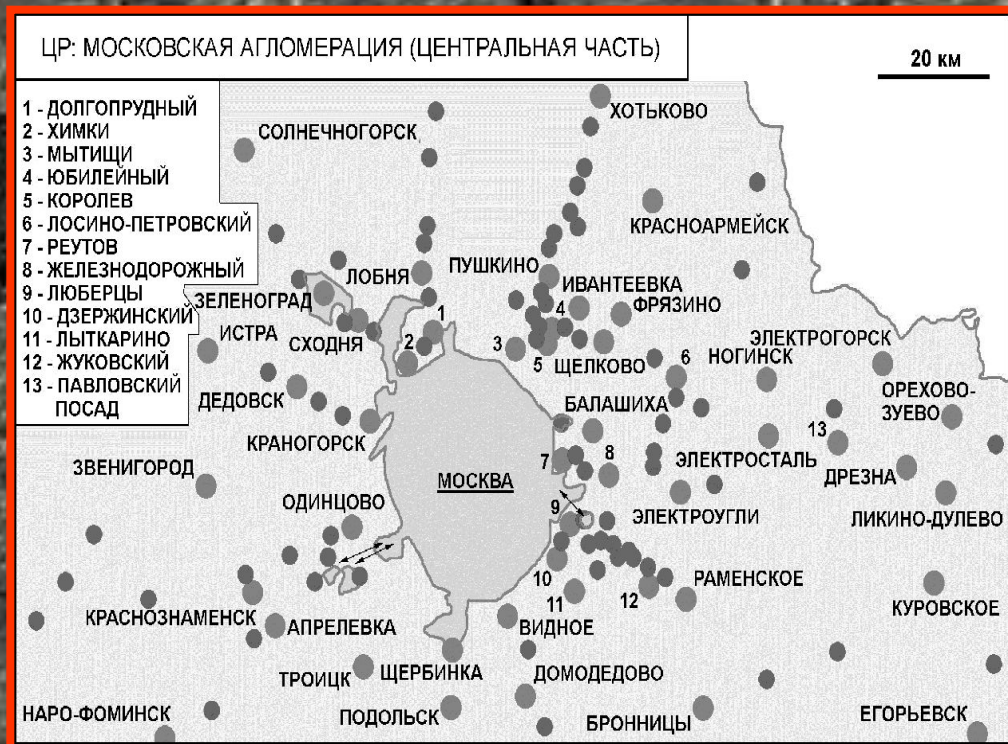 ЦР: МОСКОВСКАЯ АГЛОМЕРАЦИЯ (ЦЕНТРАЛЬНАЯ ЧАСТЬ)
20 км
1 - ДОЛГОПРУДНЫЙ
2 - ХИМКИ
3 - МЫТИЩИ
4 - ЮБИЛЕЙНЫЙ
5 - КОРОЛЕВ
6 - ЛОСИНО-ПЕТРОВСКИЙ
7 - РЕУТОВ
8 - ЖЕЛЕЗНОДОРОЖНЫЙ
9 - ЛЮБЕРЦЫ
10 - ДЗЕРЖИНСКИЙ
11 - ЛЫТКАРИНО
12 - ЖУКОВСКИЙ
13 - ПАВЛОВСКИЙ
ПОСАД
ХОТЬКОВО
СОЛНЕЧНОГОРСК
КРАСНОАРМЕЙСК
ПУШКИНО
ЛОБНЯ
ИВАНТЕЕВКА
ЗЕЛЕНОГРАД
ФРЯЗИНО
4
1
ИСТРА
СХОДНЯ
2
3
5
ЩЕЛКОВО
6
НОГИНСК
ЭЛЕКТРОГОРСК
ДЕДОВСК
БАЛАШИХА
ОРЕХОВО-
ЗУЕВО
КРАНОГОРСК
13
ЗВЕНИГОРОД
7
8
ЭЛЕКТРОСТАЛЬ
ДРЕЗНА
МОСКВА
ОДИНЦОВО
9
ЭЛЕКТРОУГЛИ
ЛИКИНО-ДУЛЕВО
10
РАМЕНСКОЕ
11
12
КРАСНОЗНАМЕНСК
АПРЕЛЕВКА
ВИДНОЕ
КУРОВСКОЕ
ТРОИЦК
ЩЕРБИНКА
ДОМОДЕДОВО
НАРО-ФОМИНСК
ПОДОЛЬСК
БРОННИЦЫ
ЕГОРЬЕВСК